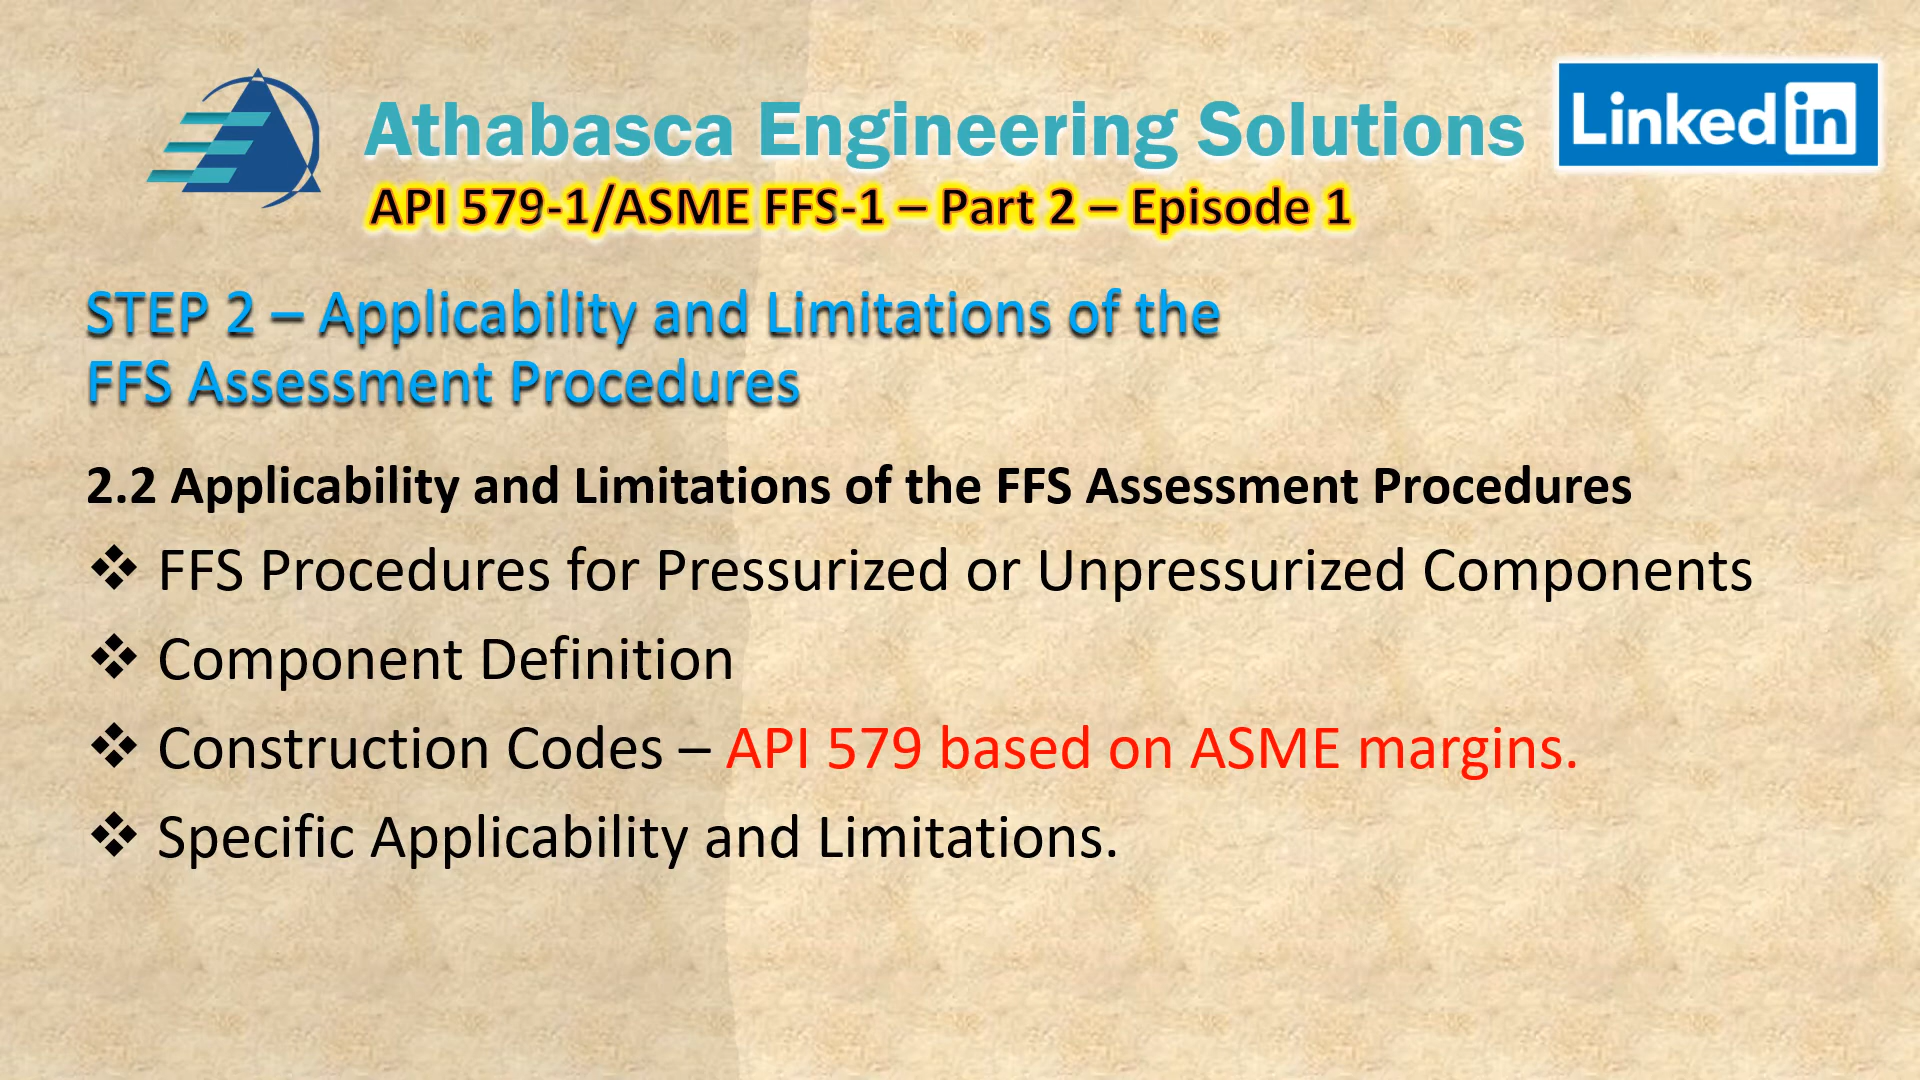 Athabasca Engineering Solutions
LinkedIn
API 579-1/ASME FFS-1 – Part 2 – Episode 1
STEP 2 – Applicability and Limitations of the
FFS Assessment Procedures
2.2 Applicability and Limitations of the FFS Assessment Procedures
❖ FFS Procedures for Pressurized or Unpressurized Components
❖ Component Definition
❖ Construction Codes – API 579 based on ASME margins.
❖ Specific Applicability and Limitations.